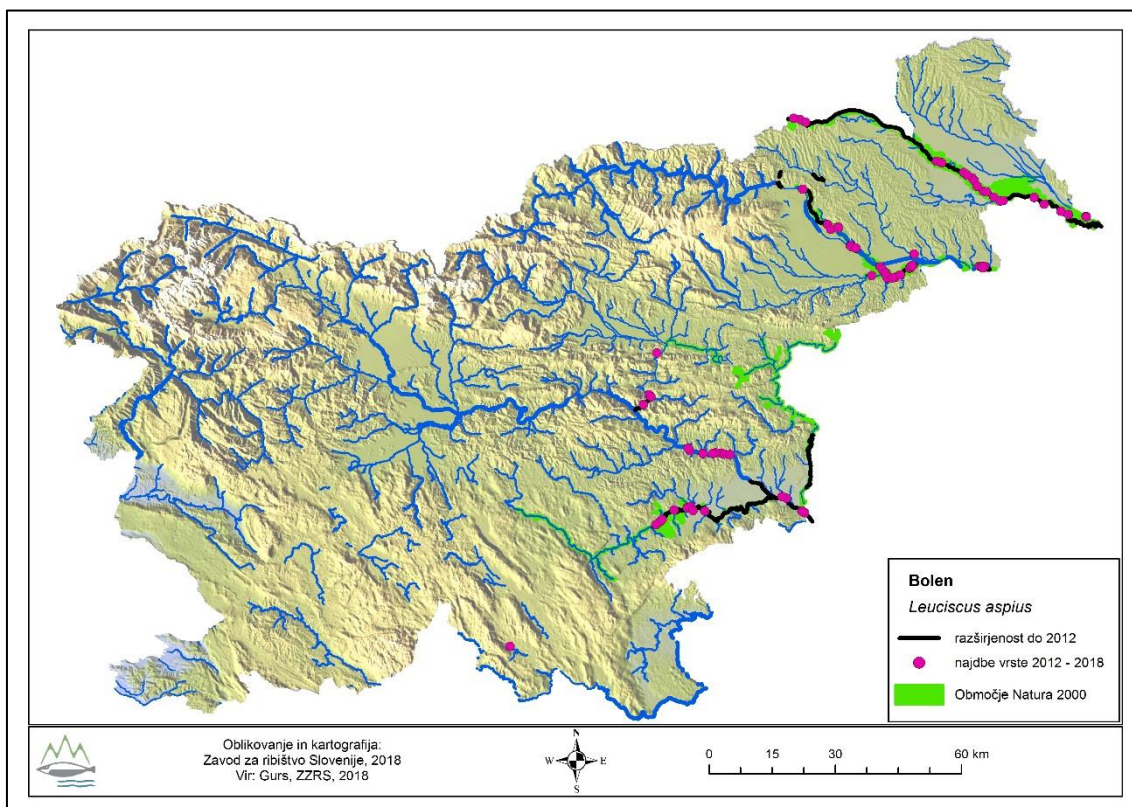 Bolen
Leuciscus aspius
razširjenost do 2012
najdbe vrste 2012 - 2018
Območje Natura 2000
Oblikovanje in kartografija:
Zavod za ribištvo Slovenije, 2018
Vir: Gurs, ZZRS, 2018
N
W E
S
0 15 30 60 km